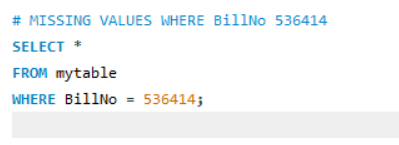 # MISSING VALUES WHERE BillNo 536414
SELECT *
FROM mytable
WHERE BillNo = 536414;